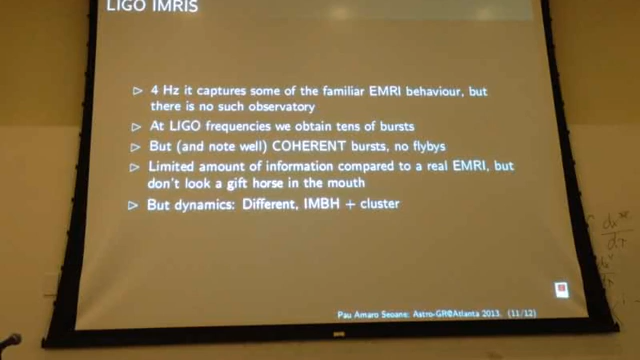 LIGO IMRIS
▷ 4 Hz it captures some of the familiar EMRI behaviour, but
there is no such observatory
▷ At LIGO frequencies we obtain tens of bursts
▷ But (and note well) COHERENT bursts, no flybys
▷ Limited amount of information compared to a real EMRI, but
don't look a gift horse in the mouth
▷ But dynamics: Different, IMBH + cluster
Pau Amaro Seoane: Astro-GR@Atlanta 2013. (11/12)